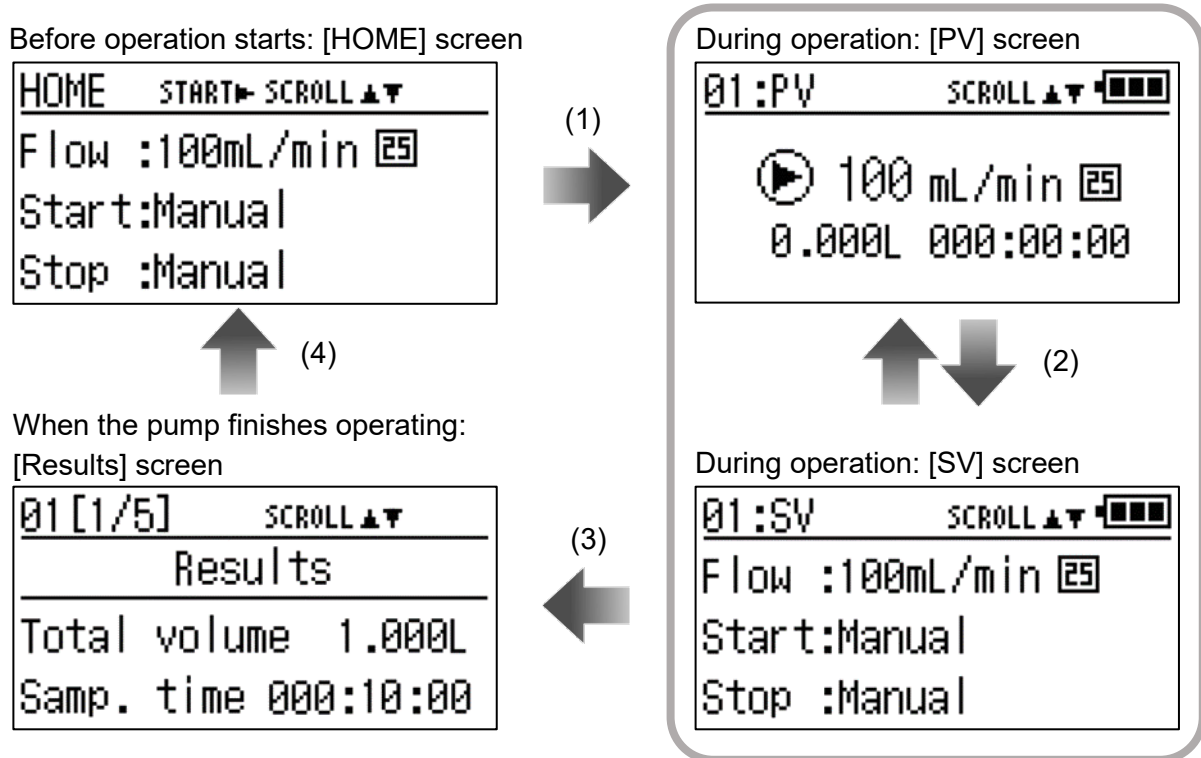 Before operation starts: [HOME] screen
HOME START▶ SCROLL▲▼
Flow :100mL/min 25
Start:Manual
Stop :Manual
(1)
During operation: [PV] screen
01:PV SCROLL▲▼
100 mL/min 25
0.000L 000:00:00
(2)
During operation: [SV] screen
01:SV SCROLL▲▼
Flow :100mL/min 25
Start:Manual
Stop :Manual
(3)
When the pump finishes operating:
[Results] screen
01[1/5] SCROLL▲▼
Results
Total volume 1.000L
Samp. time 000:10:00
(4)